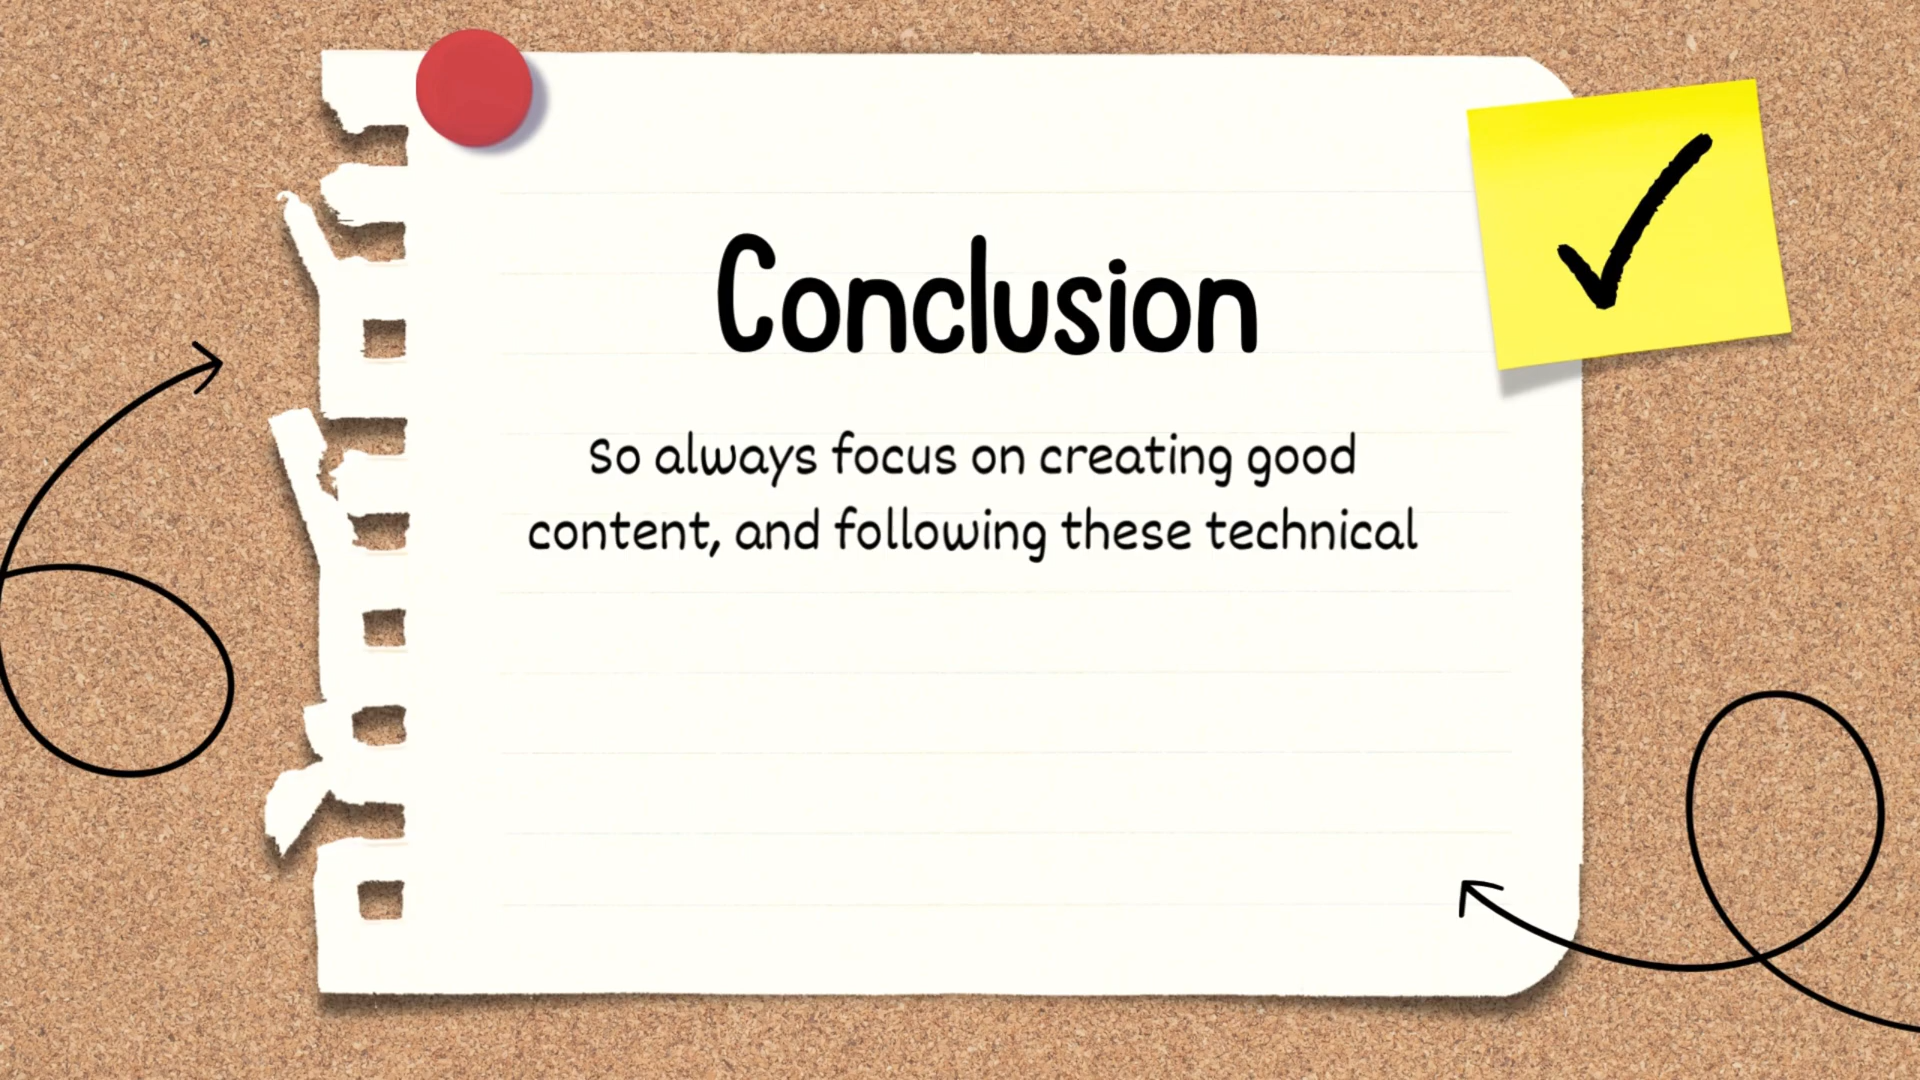 Conclusion
So always focus on creating good
content, and following these technical